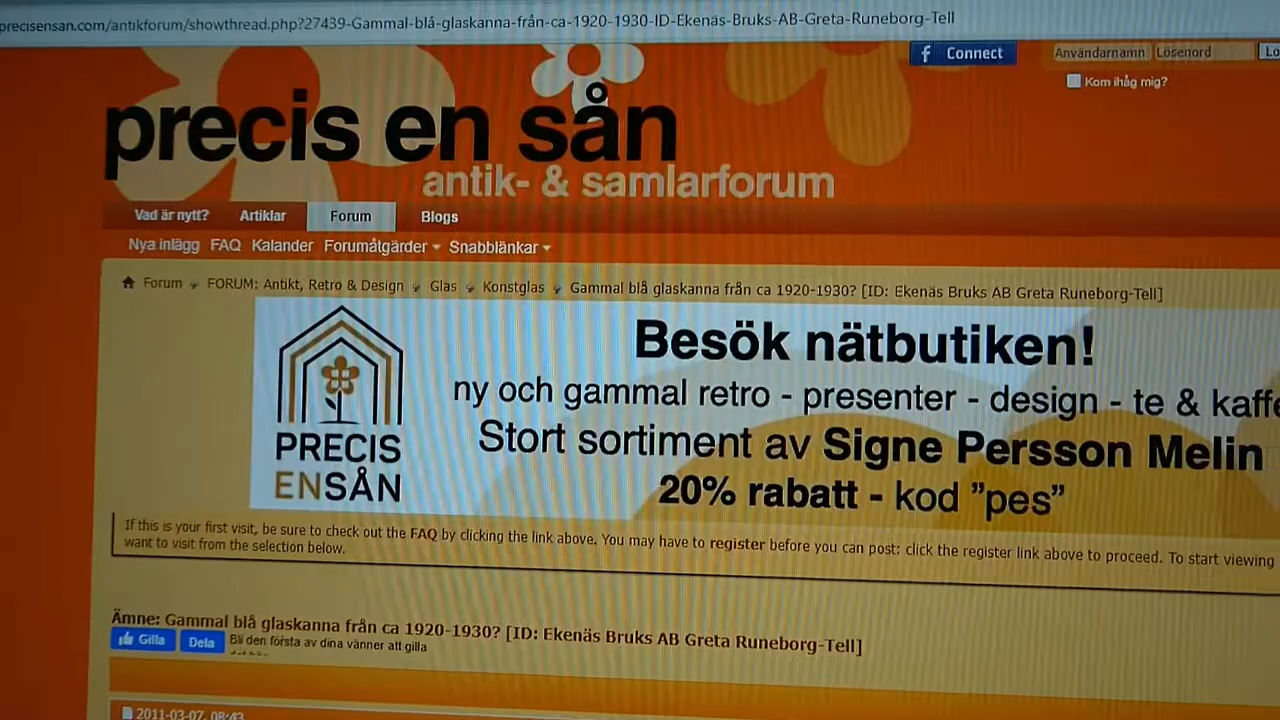 precisensan.com/antikforum/showthread.php?27439-Gammal-blå-glaskanna-från-ca-1920-1930-ID-Ekenäs-Bruks-AB-Greta-Runeborg-Tell
f Connect
Användarnamn Lösenord Lo
Kom ihåg mig?
precis en sån
antik- & samlarforum
Vad är nytt? Artiklar Forum Blogs
Nya inlägg FAQ Kalander Forumåtgärder Snabblänkar
Forum FORUM: Antikt, Retro & Design Glas Konstglas Gammal blå glaskanna från ca 1920-1930? [ID: Ekenäs Bruks AB Greta Runeborg-Tell]
Besök nätbutiken!
ny och gammal retro - presenter - design - te & kaffe
Stort sortiment av Signe Persson Melin
20% rabatt - kod ”pes”
PRECIS
ENSÅN
If this is your first visit, be sure to check out the FAQ by clicking the link above. You may have to register before you can post: click the register link above to proceed. To start viewing
want to visit from the selection below.
Ämne: Gammal blå glaskanna från ca 1920-1930? [ID: Ekenäs Bruks AB Greta Runeborg-Tell]
Gilla Dela Bli den första av dina vänner att gilla
2011-03-07, 08:43